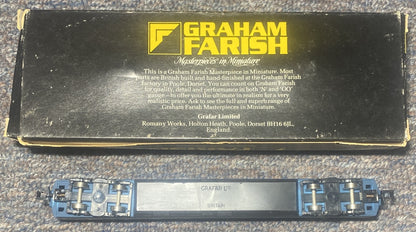 GRAHAM
FARISH
Masterpieces in Miniature
This is a Graham Farish Masterpiece in Miniature. Most
parts are British built and hand finished at the Graham Farish
Factory in Poole, Dorset. You can count on Graham Farish
for quality, detail and performance in both 'N' and 'OO'
gauge—to offer you the ultimate in realism for a very
realistic price. Ask to see the full and superb range of
Graham Farish Masterpieces in Miniature.
Grafar Limited
Romany Works, Holton Heath, Poole, Dorset BH16 6JL,
England
GRAFAR LTD
BRITAIN